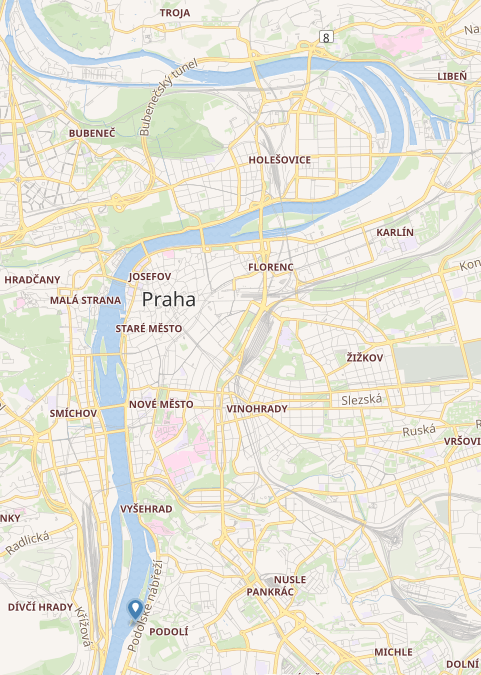 TROJA
8
Na
LIBEŇ
Bubenečský tunel
BUBENEČ
HOLEŠOVICE
KARLÍN
HRADČANY
JOSEFOV
FLORENC
Kon
MALÁ STRANA
Praha
STARÉ MĚSTO
ŽIŽKOV
Slezská
SMÍCHOV
NOVÉ MĚSTO
VINOHRADY
Ruská
R
VRŠOVI
VYŠEHRAD
NKY
Radlická
NUSLE
PANKRÁC
DÍVČÍ HRADY
Křížová
Podolské nábřeží
PODOLÍ
MICHLE
DOLNÍ